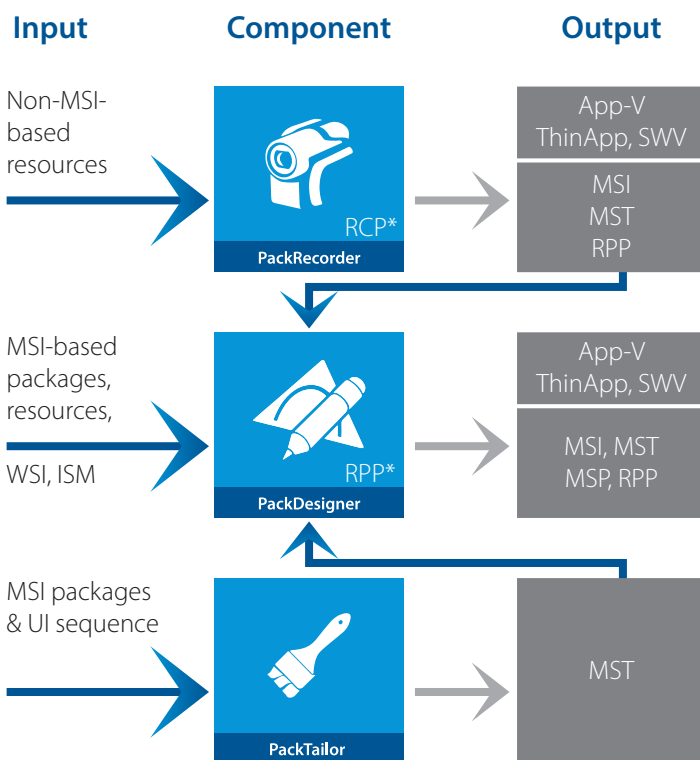 Input
Component
Output
Non-MSI-
based
resources
RCP*
PackRecorder
App-V
ThinApp, SWV
MSI
MST
RPP
MSI-based
packages,
resources,
WSI, ISM
RPP*
PackDesigner
App-V
ThinApp, SWV
MSI, MST
MSP, RPP
MSI packages
& UI sequence
PackTailor
MST